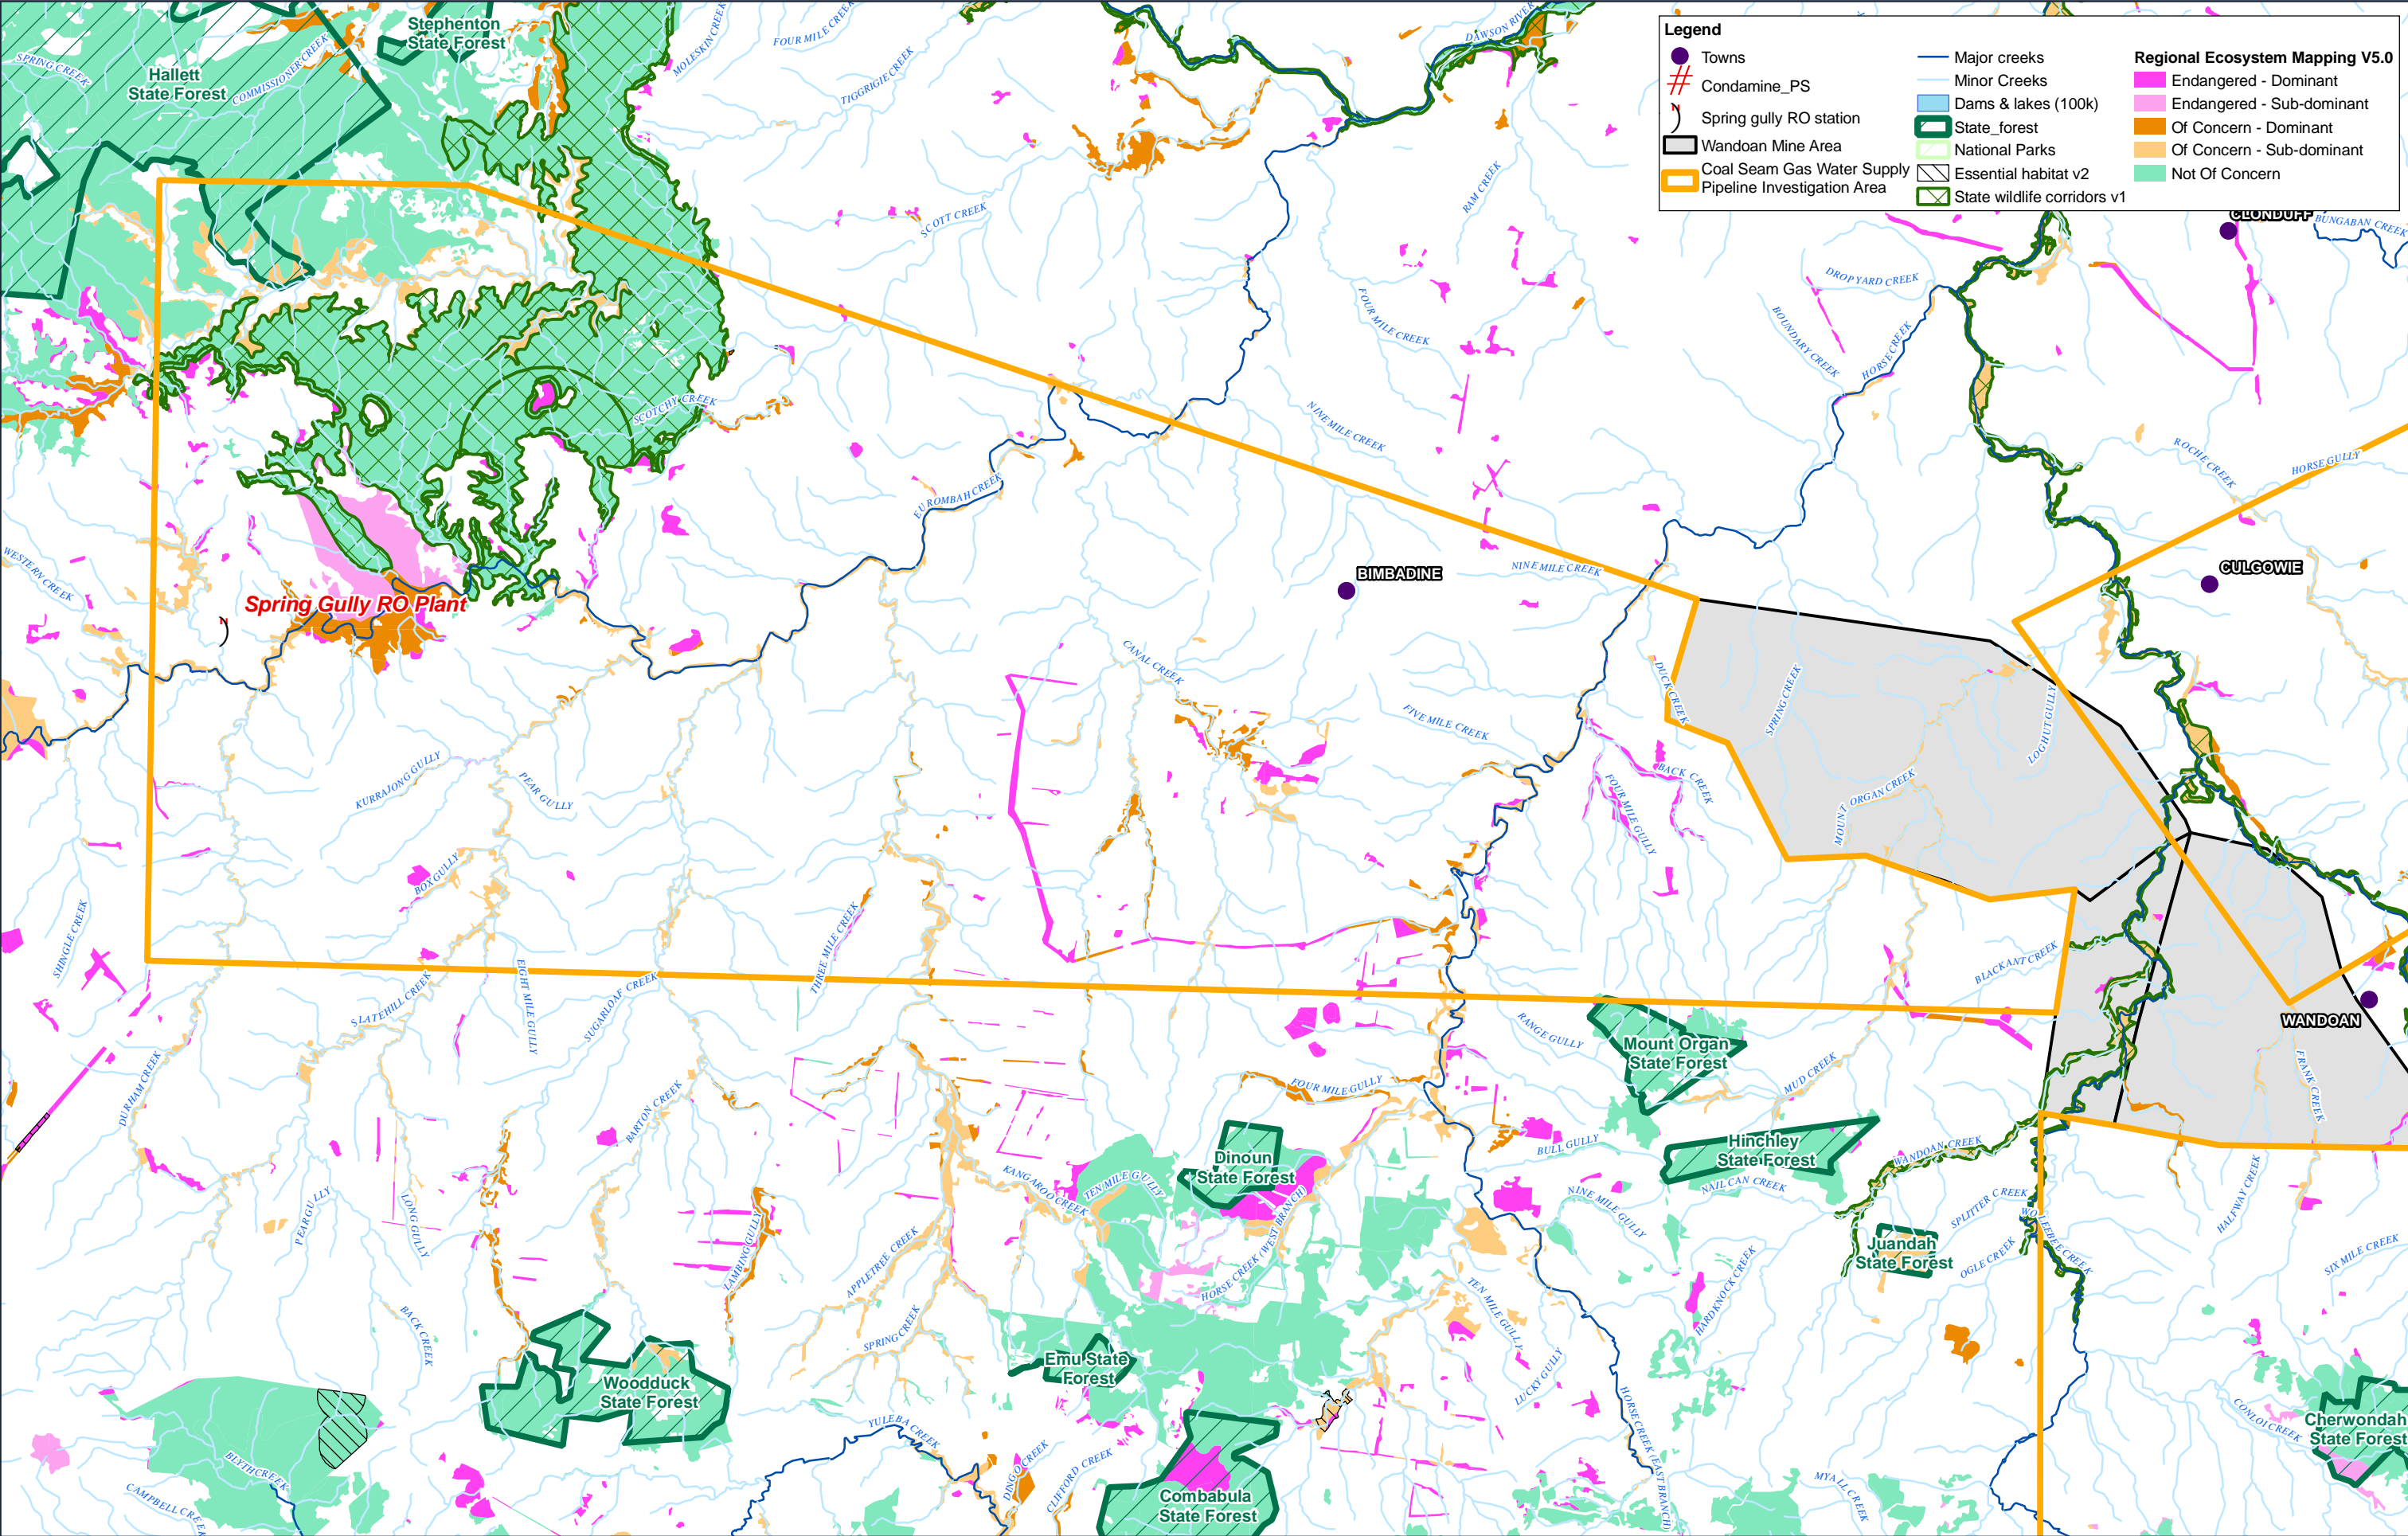 Legend
Towns
Condamine_PS
Spring gully RO station
Wandoan Mine Area
Coal Seam Gas Water Supply
Pipeline Investigation Area
Major creeks
Minor Creeks
Dams & lakes (100k)
State_forest
National Parks
Essential habitat v2
State wildlife corridors v1
Regional Ecosystem Mapping V5.0
Endangered - Dominant
Endangered - Sub-dominant
Of Concern - Dominant
Of Concern - Sub-dominant
Not Of Concern
Stephenton
State Forest
Hallett
State Forest
SPRING CREEK
COMMISSIONER CREEK
MOLESKIN CREEK
FOUR MILE CREEK
TIGGRIGIE CREEK
DAWSON RIVER
RAM CREEK
SCOTT CREEK
CLONDUFF
BUNGABAN CREEK
DROPYARD CREEK
BOUNDARY CREEK
HORSE CREEK
FOUR MILE CREEK
NINE MILE CREEK
SCOTCHY CREEK
ROCHE CREEK
HORSE GULLY
EUROMBAH CREEK
WESTERN CREEK
Spring Gully RO Plant
BIMBADINE
NINE MILE CREEK
CULGOWIE
CANAL CREEK
DUCK CREEK
SPRING CREEK
LOGHUT GULLY
FIVE MILE CREEK
KURRAJONG GULLY
PEAR GULLY
BACK CREEK
FOUR MILE GULLY
MOUNT ORGAN CREEK
BOX GULLY
SHINGLE CREEK
THREE MILE CREEK
EIGHT MILE GULLY
SLATEHILL CREEK
SUGARLOAF CREEK
BLACKANT CREEK
WANDOAN
RANGE GULLY
Mount Organ
State Forest
MUD CREEK
FRANK CREEK
DURHAM CREEK
BARTON CREEK
FOUR MILE GULLY
BULL GULLY
Hinchley
State Forest
WANDOAN CREEK
Dinoun
State Forest
KANGAROO CREEK
TEN MILE GULLY
NAIL CAN CREEK
NINE MILE GULLY
PEAR GULLY
LONG GULLY
LAMBING GULLY
APPLETREE CREEK
HORSE CREEK (WEST BRANCH)
SPLITTER CREEK
WOLEEBEE CREEK
HALFWAY CREEK
Juandah
State Forest
OGLE CREEK
SIX MILE CREEK
HARDKNOCK CREEK
BACK CREEK
SPRING CREEK
TEN MILE GULLY
Emu State
Forest
Woodduck
State Forest
LUCKY GULLY
HORSE CREEK (EAST BRANCH)
YULEBA CREEK
CONLOI CREEK
Cherwondah
State Forest
BLYTH CREEK
CAMPBELL CREEK
DINGO CREEK
CLIFFORD CREEK
Combabula
State Forest
MYALL CREEK